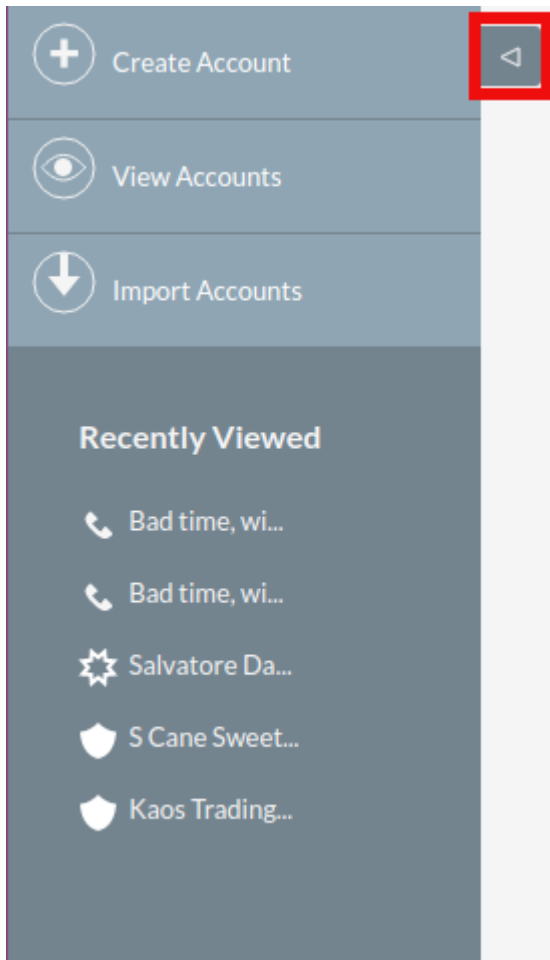 Create Account
View Accounts
Import Accounts
Recently Viewed
Bad time, wi...
Bad time, wi...
Salvatore Da...
S Cane Sweet...
Kaos Trading...